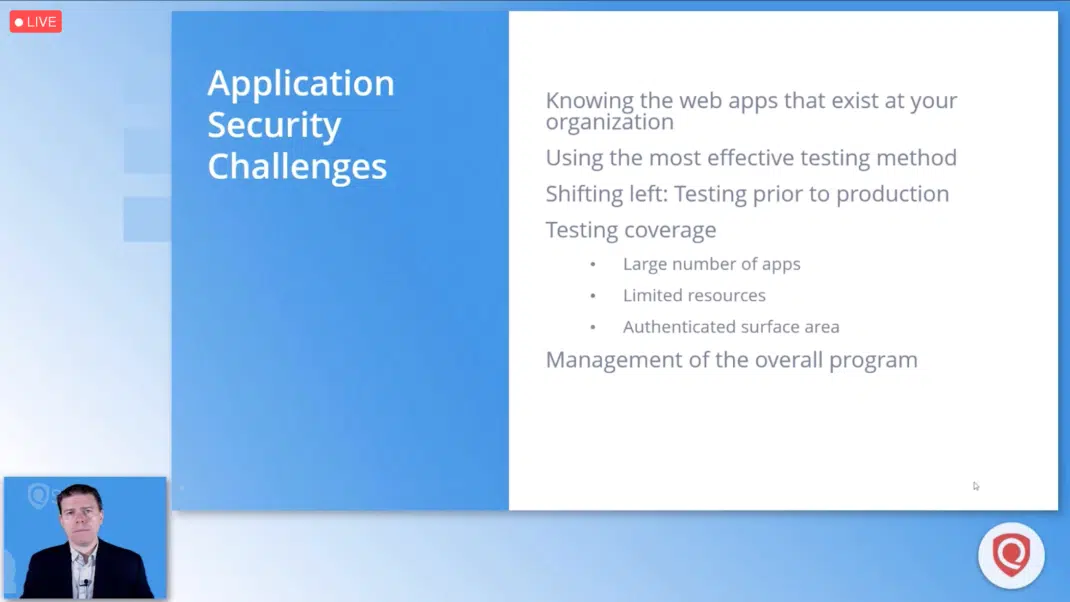 LIVE
Application
Security
Challenges
Knowing the web apps that exist at your
organization
Using the most effective testing method
Shifting left: Testing prior to production
Testing coverage
• Large number of apps
• Limited resources
• Authenticated surface area
Management of the overall program